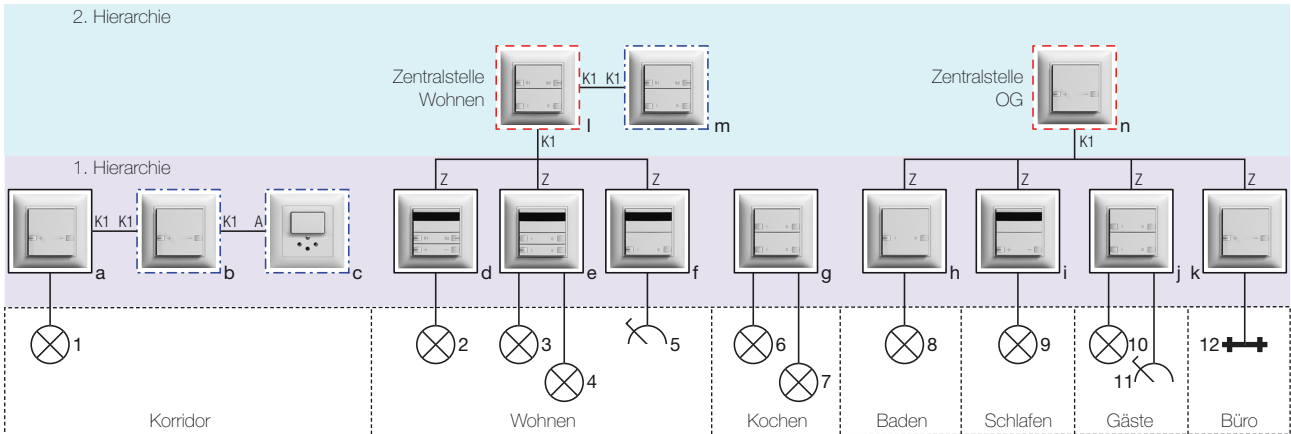 2. Hierarchie
Zentralstelle
Wohnen
K1 K1
l
m
K1
Zentralstelle
OG
n
K1
1. Hierarchie
Z Z Z Z Z Z Z
K1 K1 K1 A
a b c d e f g h i j k
1 2 3 5 6 8 9 10 12
4 7 11
Korridor Wohnen Kochen Baden Schlafen Gäste Büro